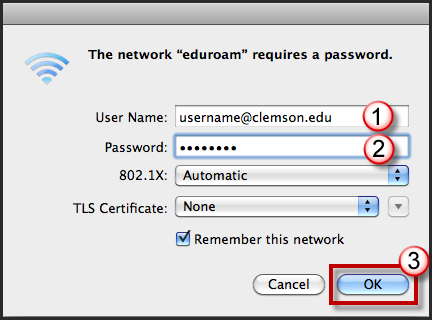 The network “eduroam” requires a password.
User Name: username@clemson.edu 1
Password: •••••••• 2
802.1X: Automatic
TLS Certificate: None
Remember this network
3
Cancel OK